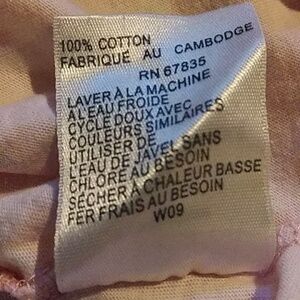 100% COTTON
FABRIQUE AU CAMBODGE
RN 67835
LAVER À LA MACHINE
A L'EAU FROIDE
CYCLE DOUX AVEC
COULEURS SIMILAIRES
UTILISER DE
L'EAU DE JAVEL SANS
CHLORE AU BESOIN
SÉCHER À CHALEUR BASSE
FER FRAIS AU BESOIN
W09